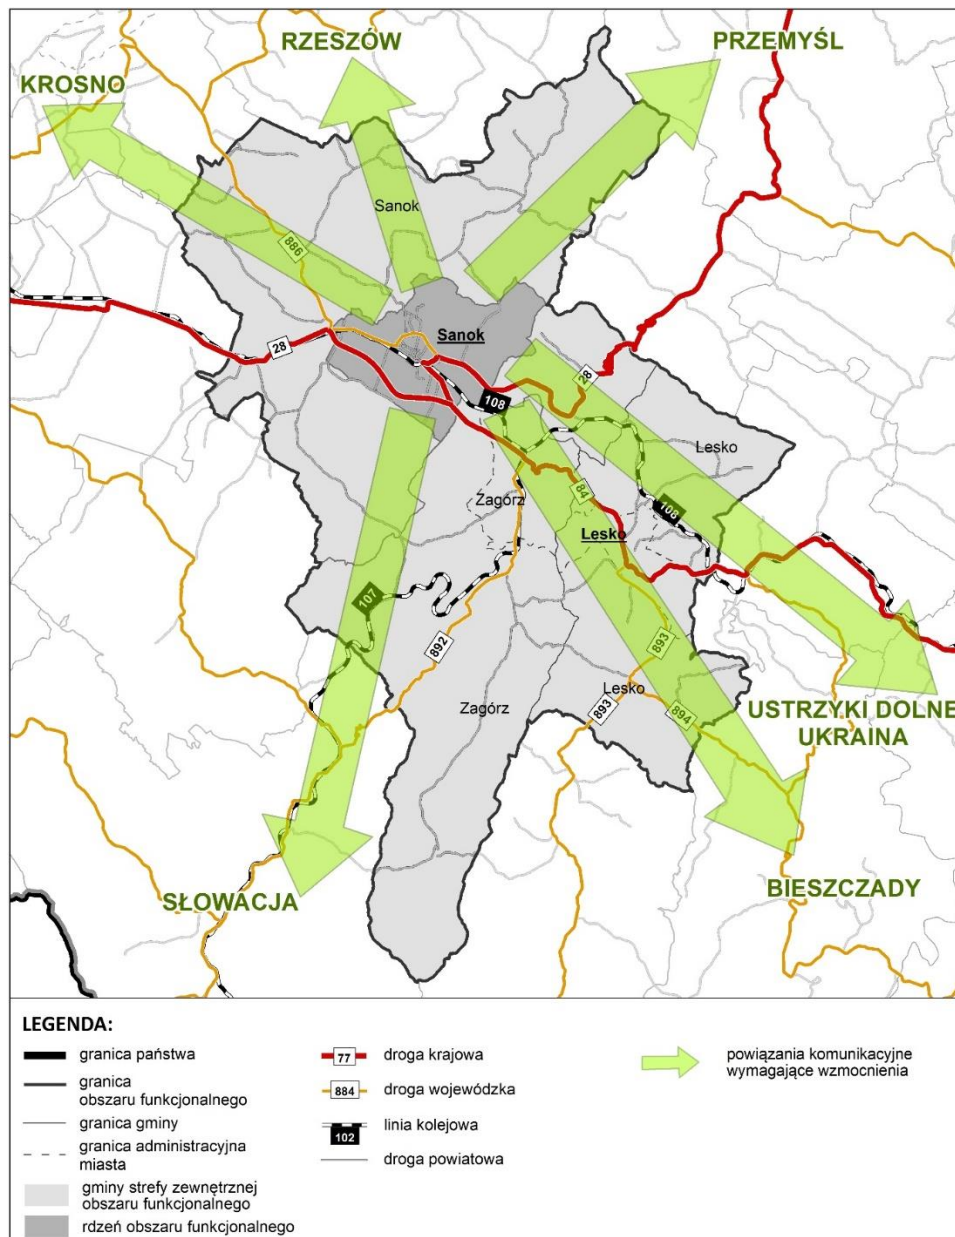 RZESZÓW
PRZEMYŚL
KROSNO
Sanok
886
Sanok
28
28
108
Lesko
Zagórz
84
108
Lesko
107
892
893
Lesko
Zagórz
893
894
USTRZYKI DOLNE
UKRAINA
SŁOWACJA
BIESZCZADY
LEGENDA:
granica państwa
granica
obszaru funkcjonalnego
granica gminy
granica administracyjna
miasta
gminy strefy zewnętrznej
obszaru funkcjonalnego
rdzeń obszaru funkcjonalnego
77
droga krajowa
884
droga wojewódzka
linia kolejowa
102
droga powiatowa
powiązania komunikacyjne
wymagające wzmocnienia